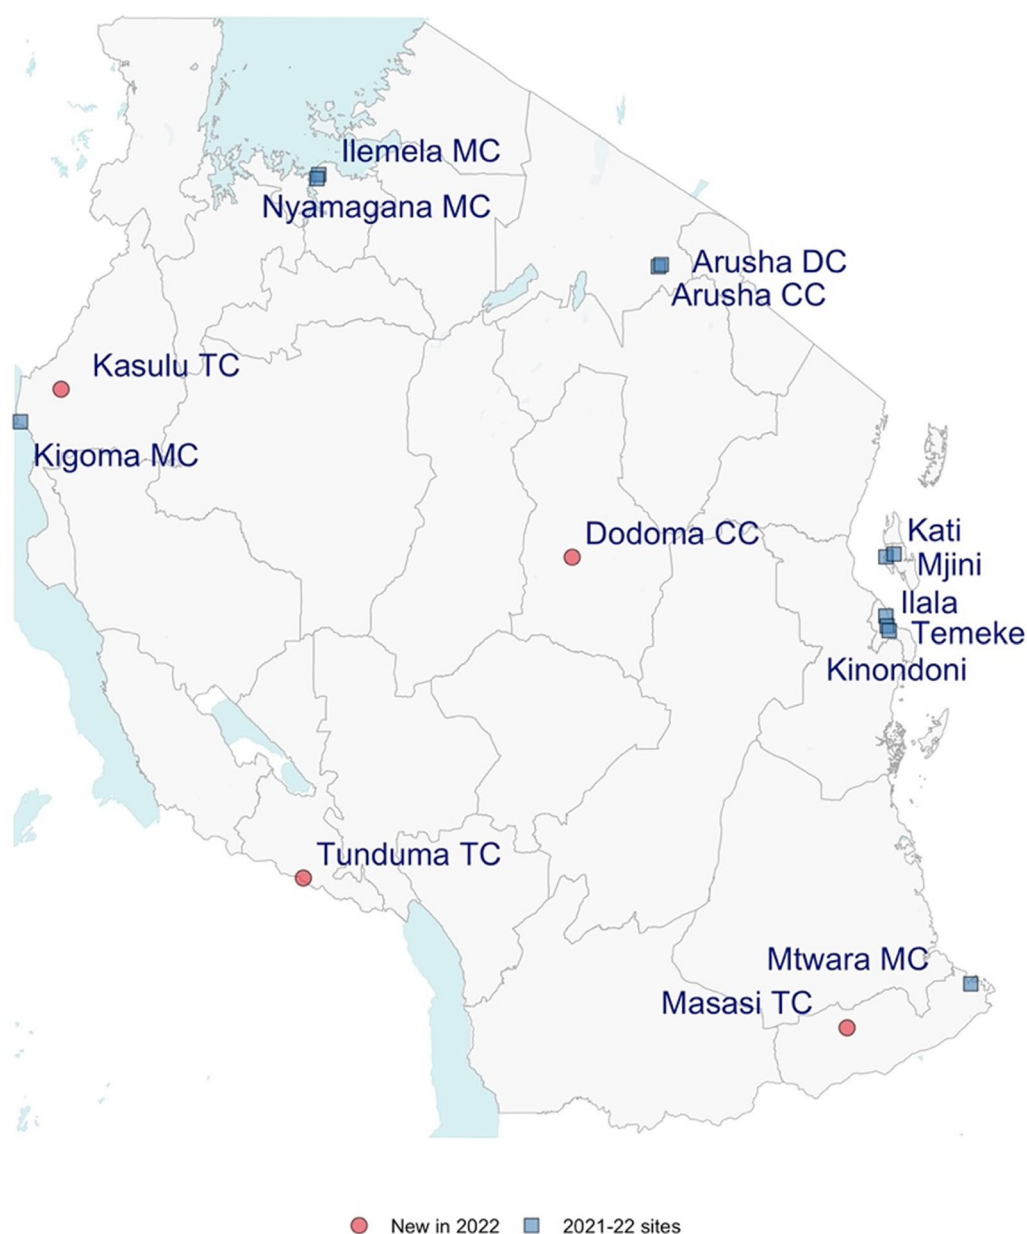 Ilemela MC
Nyamagana MC
Arusha DC
Arusha CC
Kasulu TC
Kigoma MC
Dodoma CC
Kati
Mjini
Ilala
Temeke
Kinondoni
Tunduma TC
Mtwara MC
Masasi TC
New in 2022
2021-22 sites